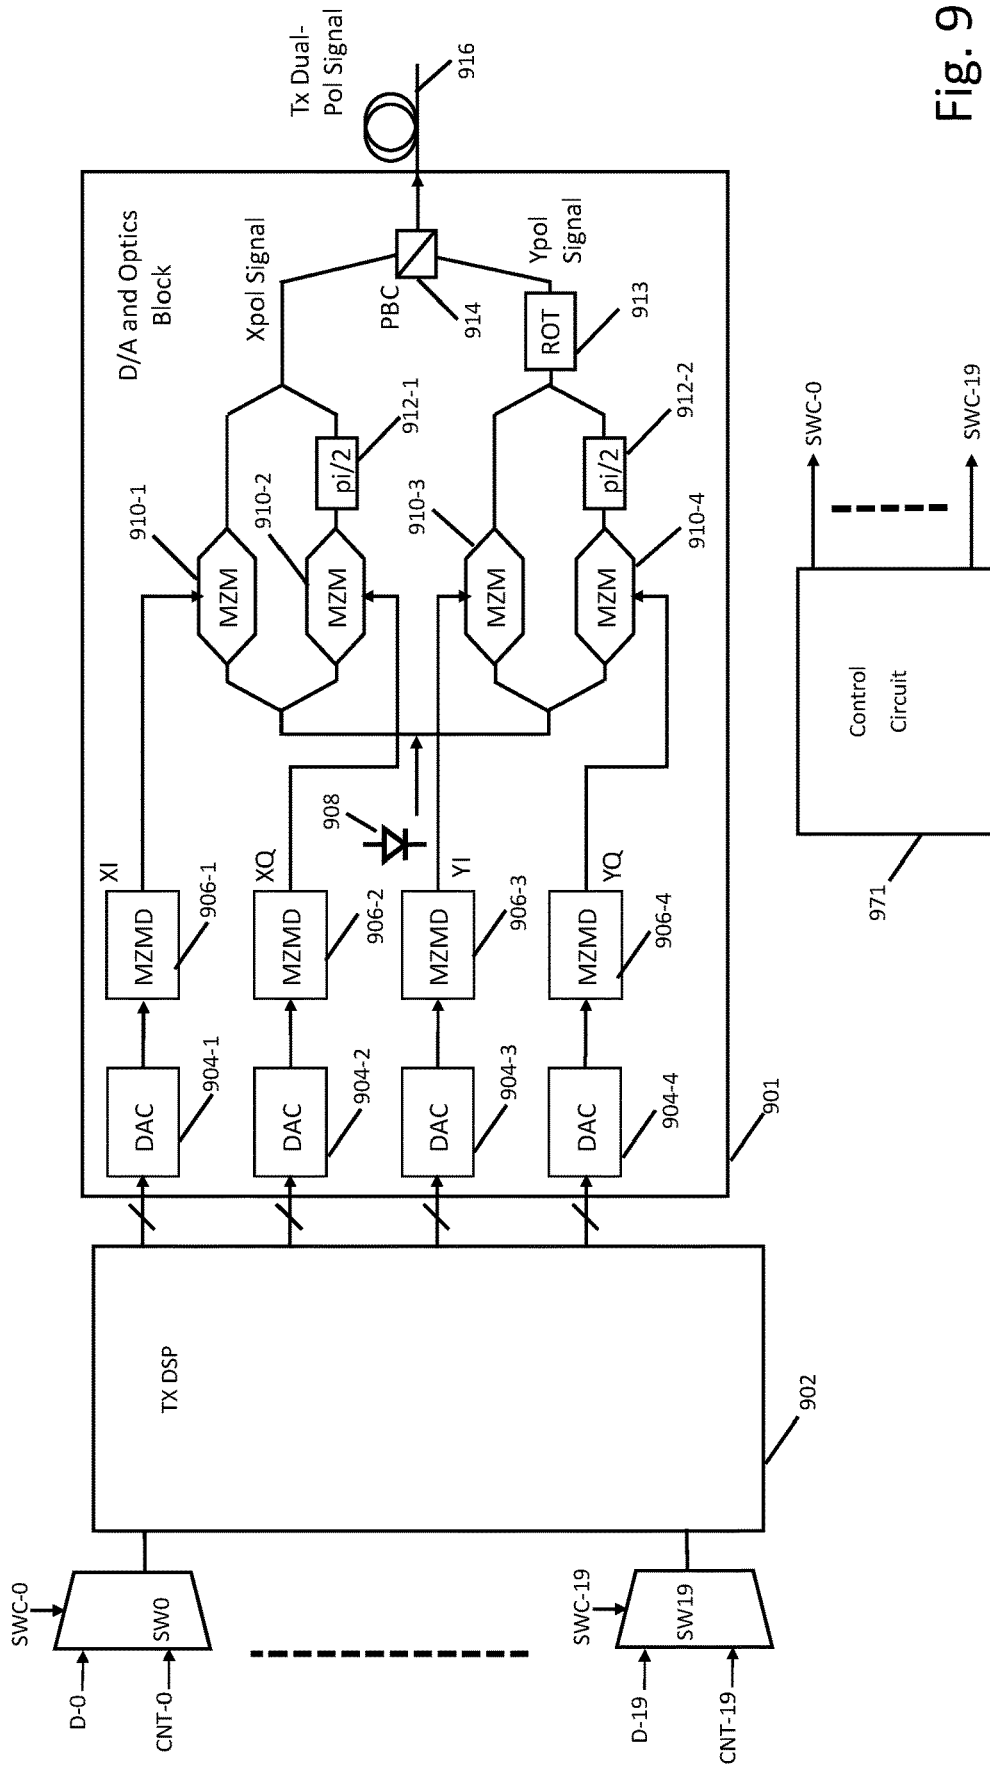 SWC-0
D-0
CNT-0
SW0
SWC-19
D-19
CNT-19
SW19
TX DSP
902
D/A and Optics
Block
901
DAC
904-1
DAC
904-2
DAC
904-3
DAC
904-4
XI
MZMD
906-1
XQ
MZMD
906-2
YI
MZMD
906-3
YQ
MZMD
906-4
908
910-1
MZM
910-2
MZM
910-3
MZM
910-4
MZM
pi/2
912-1
pi/2
912-2
Xpol Signal
ROT
913
Ypol
Signal
PBC
914
Tx Dual-
Pol Signal
916
Control
Circuit
971
SWC-0
SWC-19
Fig. 9